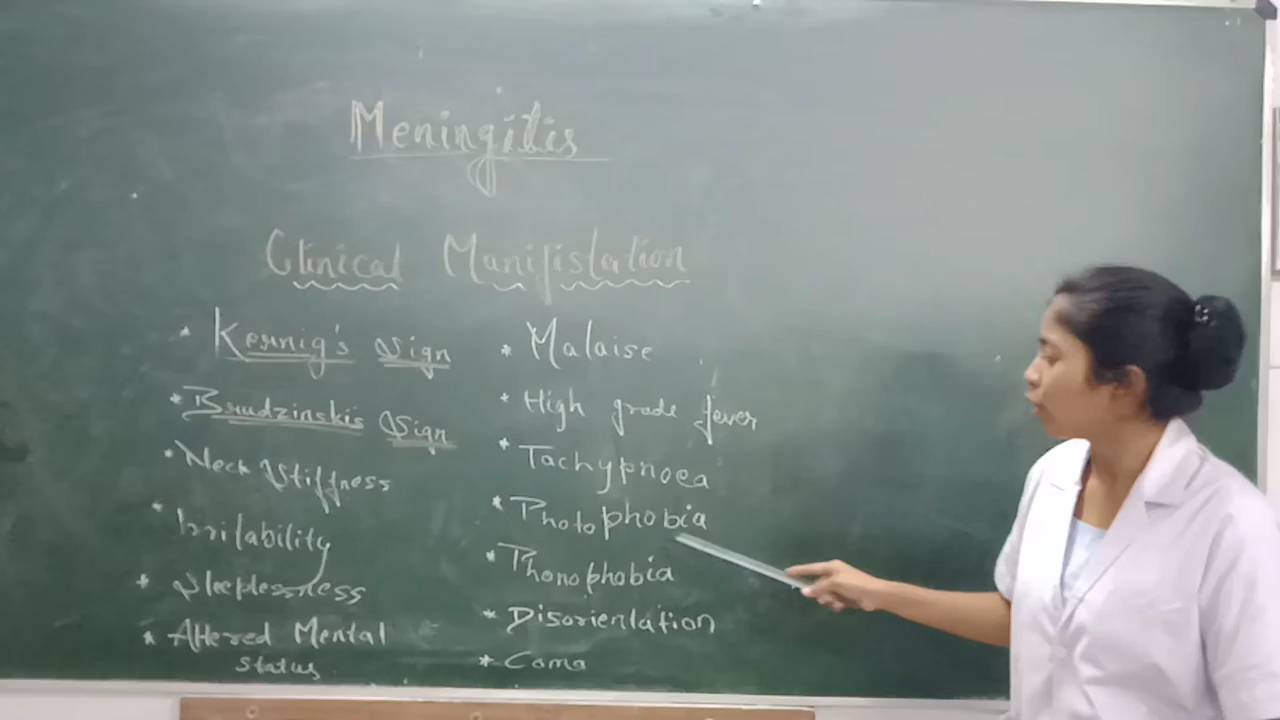 Meningitis
Clinical Manifistation
* Kernig's Sign
* Brudzinskis Sign
* Neck Stiffness
* Irritability
* Sleeplessness
* Altered Mental
Status
* Malaise
* High grade fever
* Tachypnoea
* Photophobia
* Phonophobia
* Disorientation
* Coma